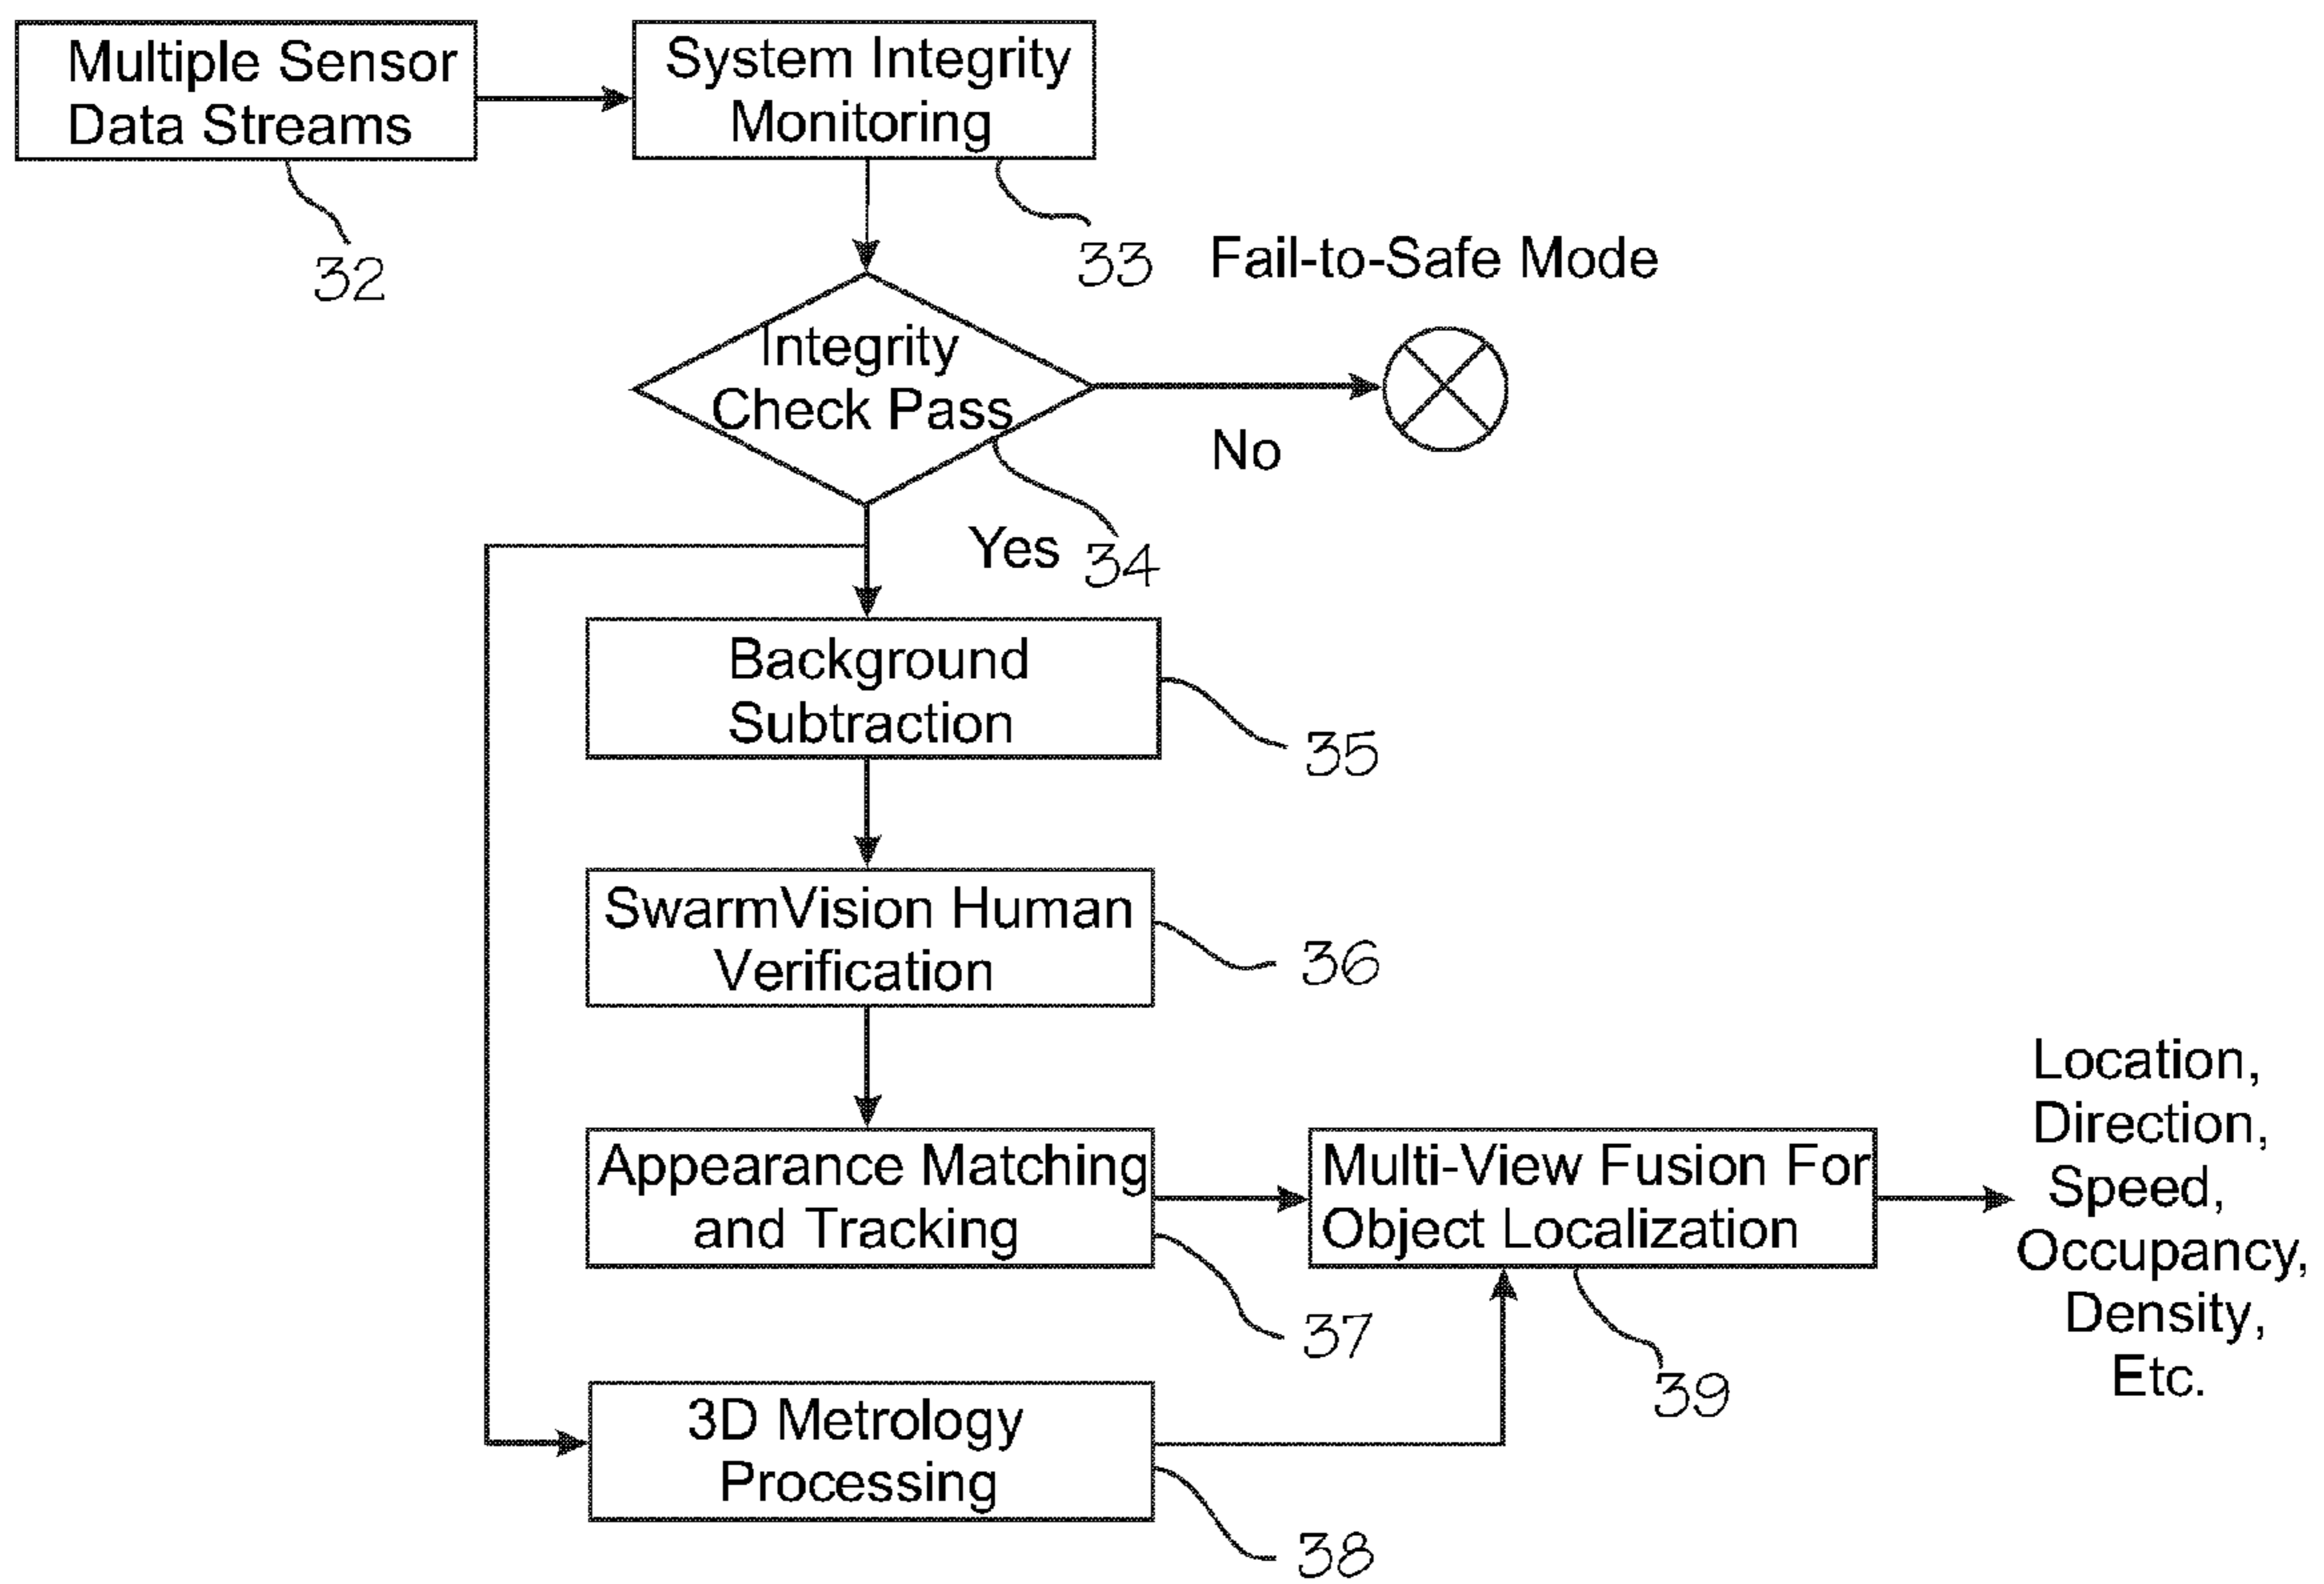 Multiple Sensor
Data Streams
32
System Integrity
Monitoring
33
Fail-to-Safe Mode
Integrity
Check Pass
No
Yes
34
Background
Subtraction
35
SwarmVision Human
Verification
36
Appearance Matching
and Tracking
37
Multi-View Fusion For
Object Localization
39
Location,
Direction,
Speed,
Occupancy,
Density,
Etc.
3D Metrology
Processing
38